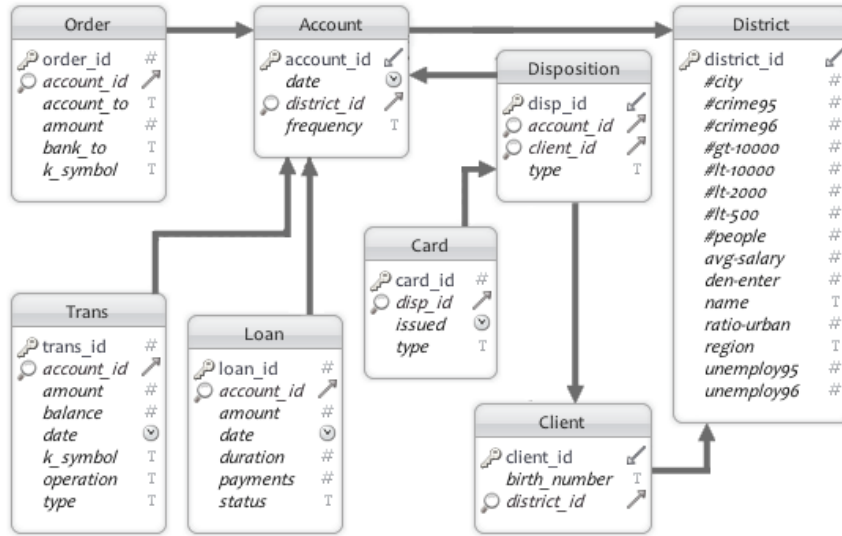 Order
order_id #
account_id
account_to T
amount #
bank_to T
k_symbol T
Account
account_id
date
district_id
frequency T
Disposition
disp_id
account_id
client_id
type T
District
district_id
#city #
#crime95 #
#crime96 #
#gt-10000 #
#lt-10000 #
#lt-2000 #
#lt-500 #
#people #
avg-salary #
den-enter #
name T
ratio-urban #
region T
unemploy95 #
unemploy96 #
Card
card_id #
disp_id
issued
type T
Trans
trans_id #
account_id
amount #
balance #
date
k_symbol T
operation T
type T
Loan
loan_id #
account_id
amount #
date
duration #
payments #
status T
Client
client_id
birth_number T
district_id